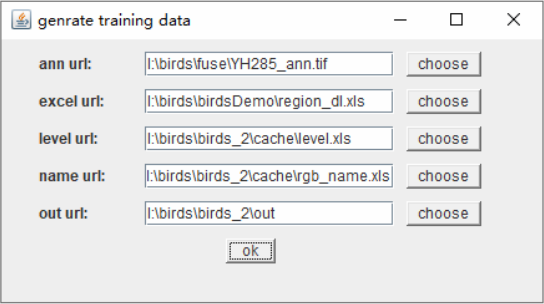 genrate training data
ann url: I:\birds\fuse\YH285_ann.tif choose
excel url: I:\birds\birdsDemo\region_dl.xls choose
level url: I:\birds\birds_2\cache\level.xls choose
name url: I:\birds\birds_2\cache\rgb_name.xls choose
out url: I:\birds\birds_2\out choose
ok